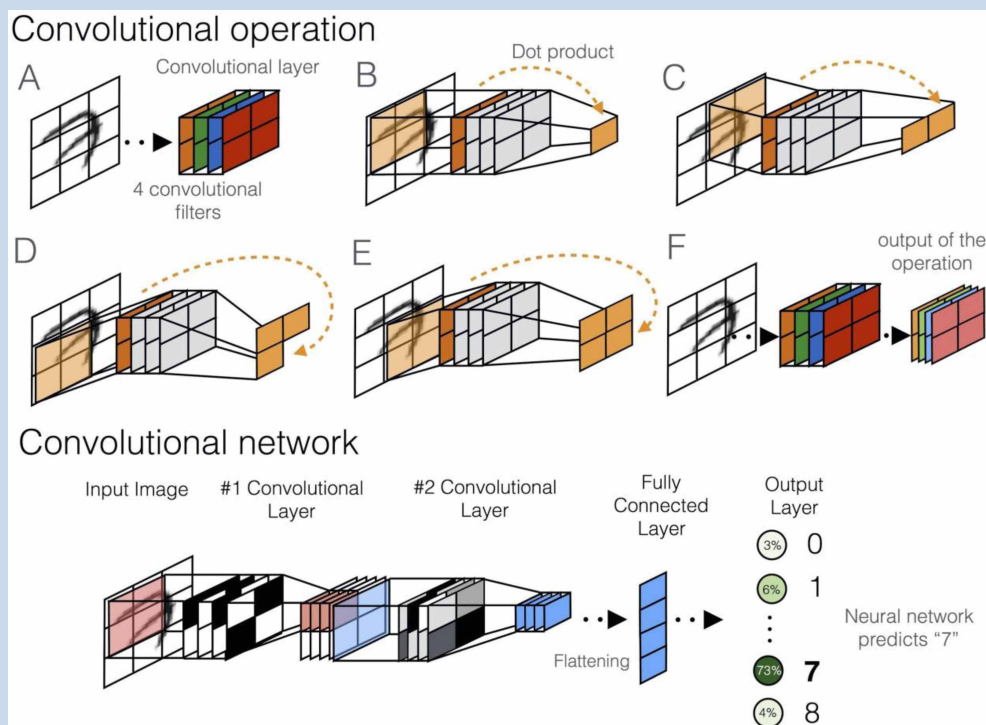 Convolutional operation
A
Convolutional layer
4 convolutional
filters
B
Dot product
C
D
E
F
output of the
operation
Convolutional network
Input Image
#1 Convolutional
Layer
#2 Convolutional
Layer
Fully
Connected
Layer
Output
Layer
Flattening
3% 0
6% 1
73% 7
4% 8
Neural network
predicts “7”